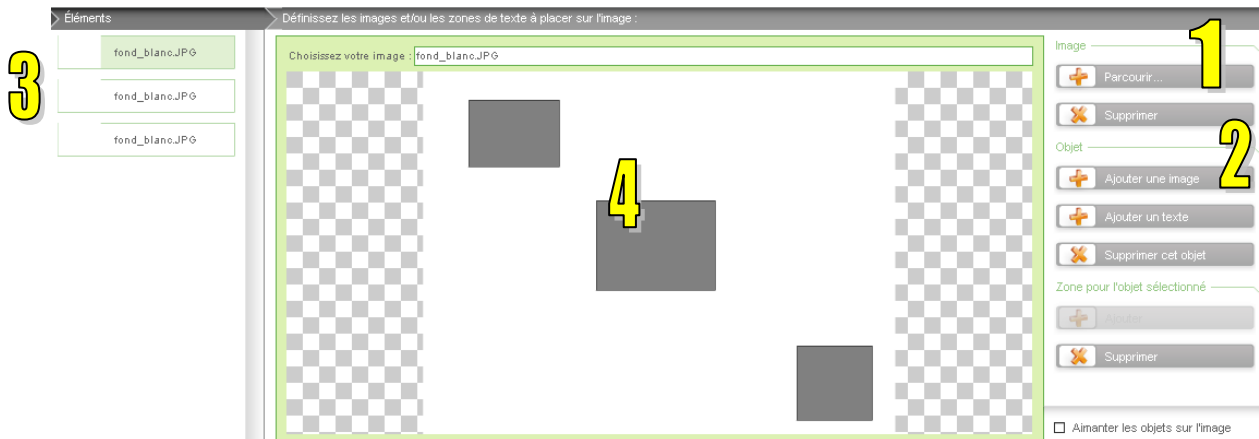 Éléments
Définissez les images et/ou les zones de texte à placer sur l'image :
3
fond_blanc.JPG
fond_blanc.JPG
fond_blanc.JPG
Choisissez votre image : fond_blanc.JPG
4
Image
1
Parcourir...
Supprimer
2
Objet
Ajouter une image
Ajouter un texte
Supprimer cet objet
Zone pour l'objet sélectionné
Ajouter
Supprimer
Aimanter les objets sur l'image